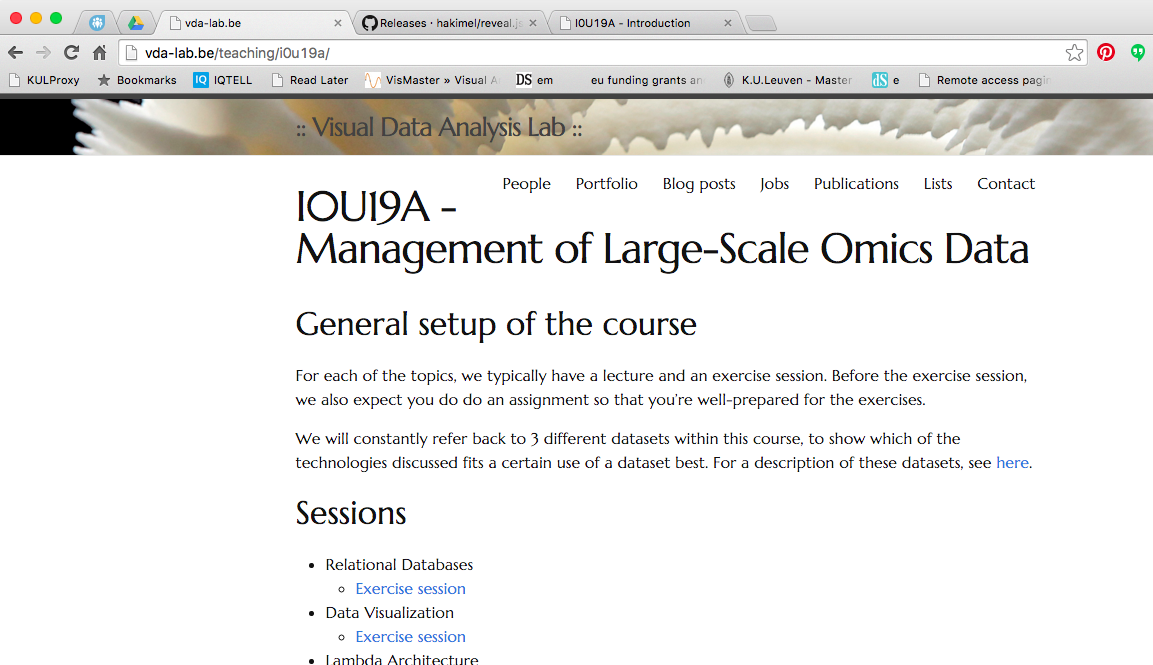 vda-lab.be
Releases · hakimel/reveal.js
I0U19A - Introduction
vda-lab.be/teaching/i0u19a/
KULProxy
Bookmarks
IQ IQTELL
Read Later
VisMaster » Visual A
DS em
eu funding grants an
K.U.Leuven - Master
dS e
Remote access pagin
:: Visual Data Analysis Lab ::
People Portfolio Blog posts Jobs Publications Lists Contact
I0U19A -
Management of Large-Scale Omics Data
General setup of the course
For each of the topics, we typically have a lecture and an exercise session. Before the exercise session,
we also expect you do do an assignment so that you're well-prepared for the exercises.
We will constantly refer back to 3 different datasets within this course, to show which of the
technologies discussed fits a certain use of a dataset best. For a description of these datasets, see here.
Sessions
• Relational Databases
◦ Exercise session
• Data Visualization
◦ Exercise session
• Lambda Architecture